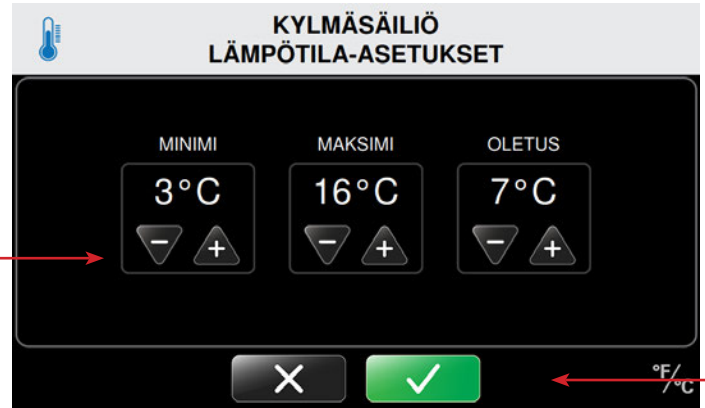 KYLMÄSÄILIÖ
LÄMPÖTILA-ASETUKSET
MINIMI MAKSIMI OLETUS
3°C 16°C 7°C
°F/°C